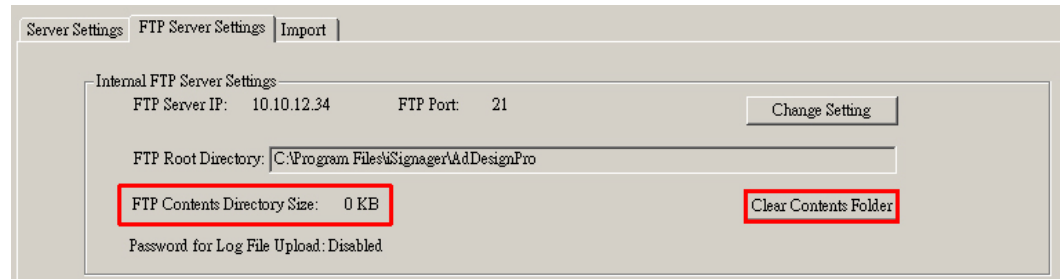 Server Settings FTP Server Settings Import
Internal FTP Server Settings
FTP Server IP: 10.10.12.34 FTP Port: 21 Change Setting
FTP Root Directory: C:\Program Files\iSignager\AdDesignPro
FTP Contents Directory Size: 0 KB Clear Contents Folder
Password for Log File Upload: Disabled